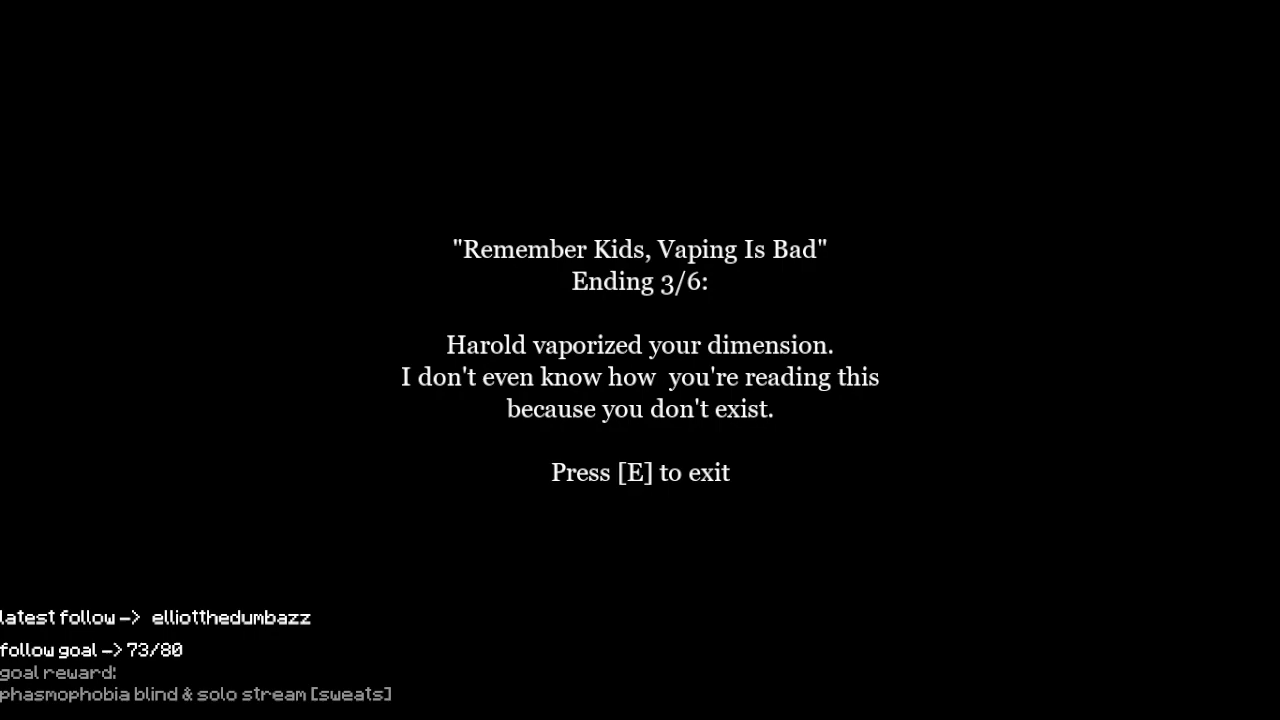 "Remember Kids, Vaping Is Bad"
Ending 3/6:
Harold vaporized your dimension.
I don't even know how  you're reading this
because you don't exist.
Press [E] to exit
latest follow -> elliotthedumbazz
follow goal -> 73/80
goal reward:
phasmophobia blind & solo stream [sweats]